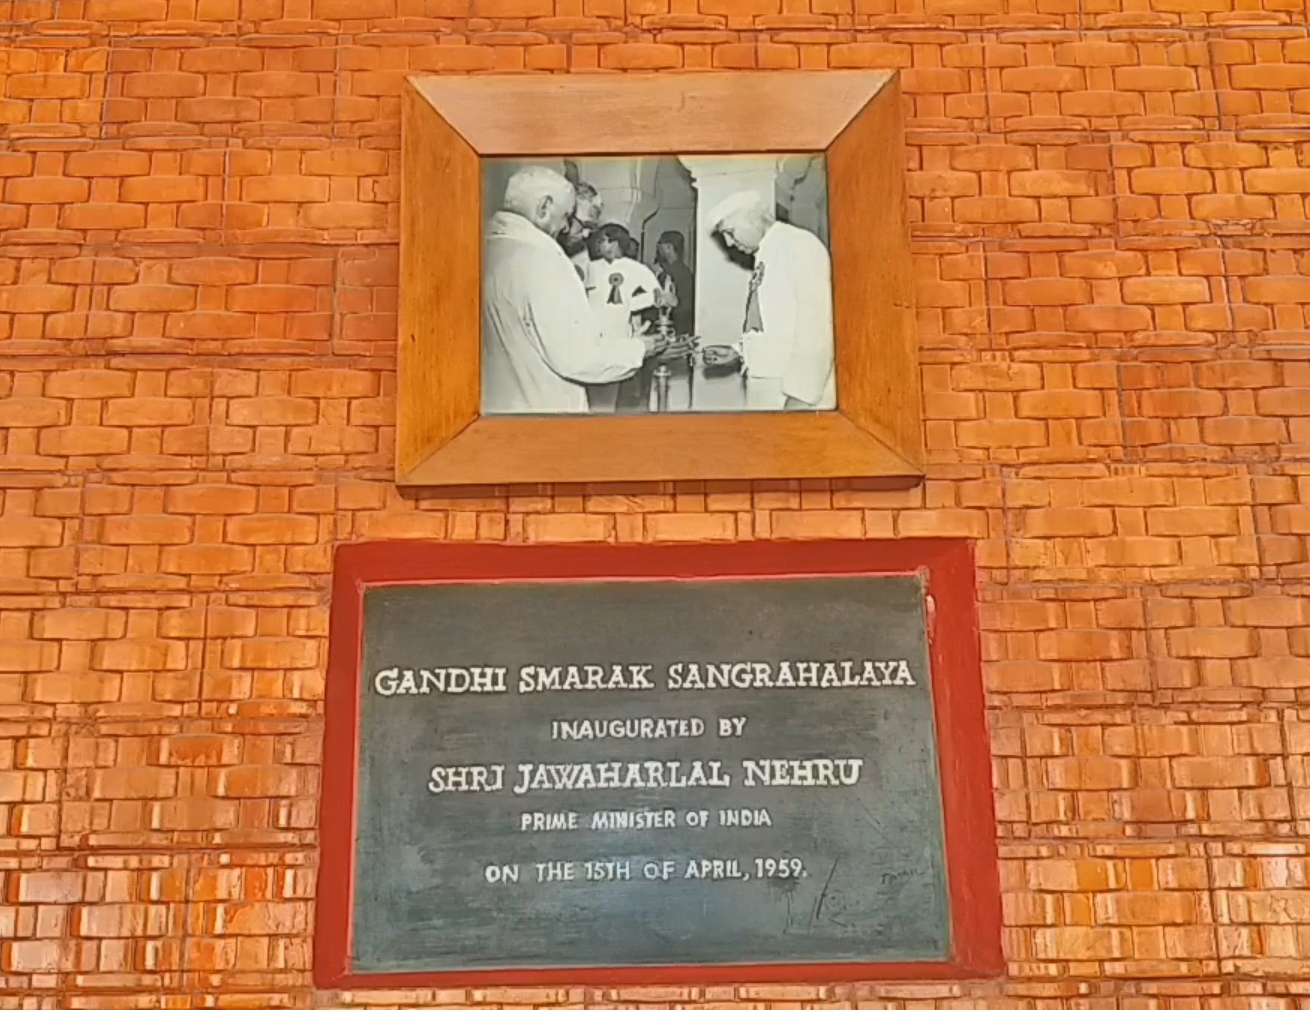 GANDHI SMARAK SANGRAHALAYA
INAUGURATED BY
SHRI JAWAHARLAL NEHRU
PRIME MINISTER OF INDIA
ON THE 15TH OF APRIL, 1959.